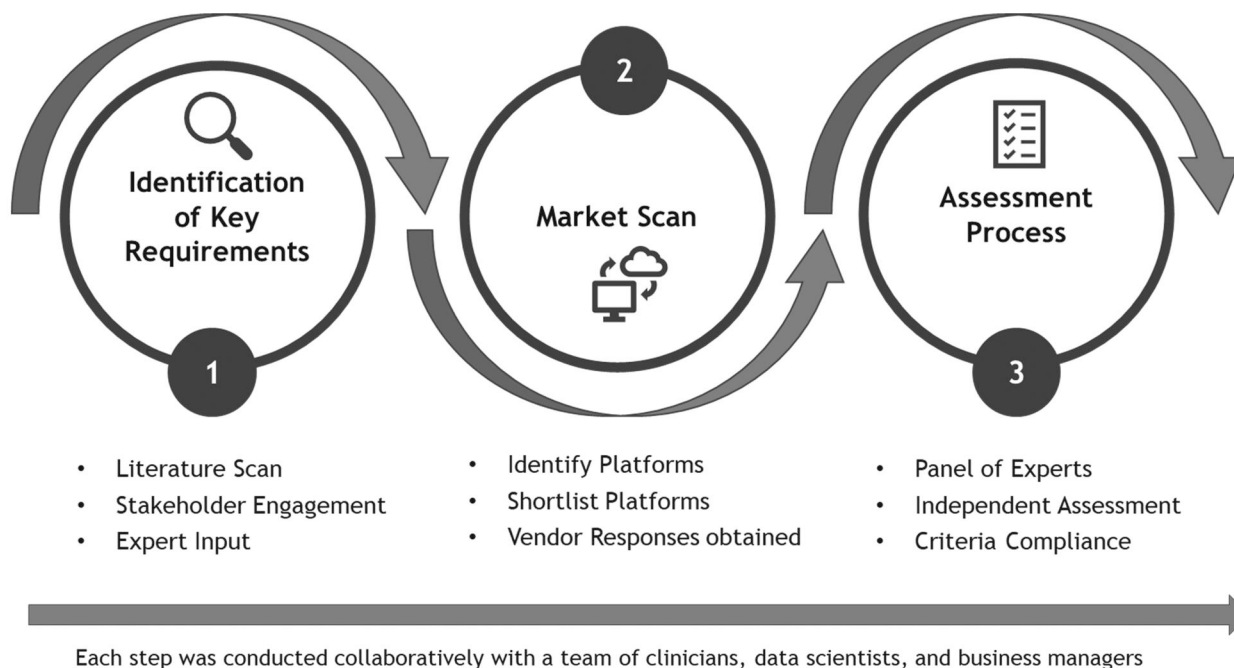 1
Identification
of Key
Requirements
• Literature Scan
• Stakeholder Engagement
• Expert Input
2
Market Scan
• Identify Platforms
• Shortlist Platforms
• Vendor Responses obtained
3
Assessment
Process
• Panel of Experts
• Independent Assessment
• Criteria Compliance
Each step was conducted collaboratively with a team of clinicians, data scientists, and business managers